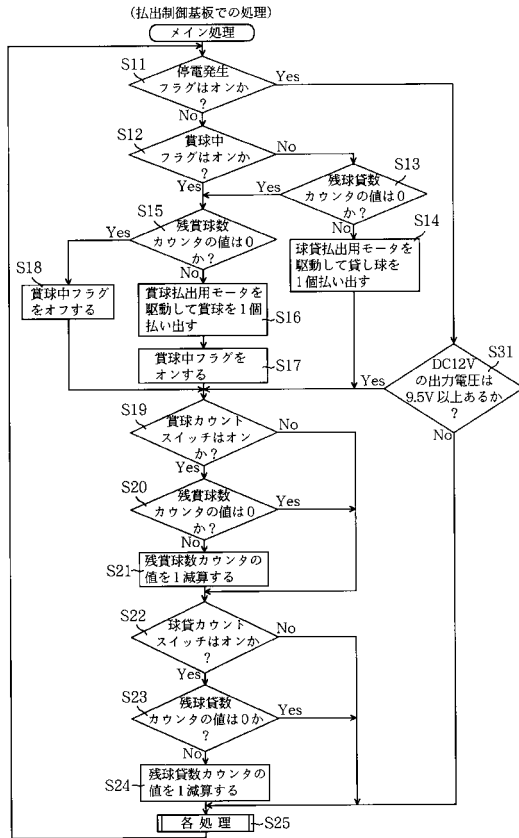 (払出制御基板での処理)
メイン処理
S11
停電発生
フラグはオンか
?
Yes
No
S12
賞球中
フラグはオンか
?
No
Yes
S13
残球貸数
カウンタの値は0
か?
Yes
No
S14
球貸払出用モータを
駆動して貸し球を
1個払い出す
S15
残賞球数
カウンタの値は0
か?
Yes
No
S18
賞球中フラグ
をオフする
賞球払出用モータを
駆動して賞球を1個
払い出す
S16
賞球中フラグを
オンする
S17
S31
DC12V
の出力電圧は
9.5V以上あるか
?
Yes
No
S19
賞球カウント
スイッチはオン
か?
No
Yes
S20
残賞球数
カウンタの値は0
か?
Yes
No
S21
残賞球数カウンタの
値を1減算する
S22
球貸カウント
スイッチはオンか
?
No
Yes
S23
残球貸数
カウンタの値は0か
?
Yes
No
S24
残球貸数カウンタの
値を1減算する
各処理
S25